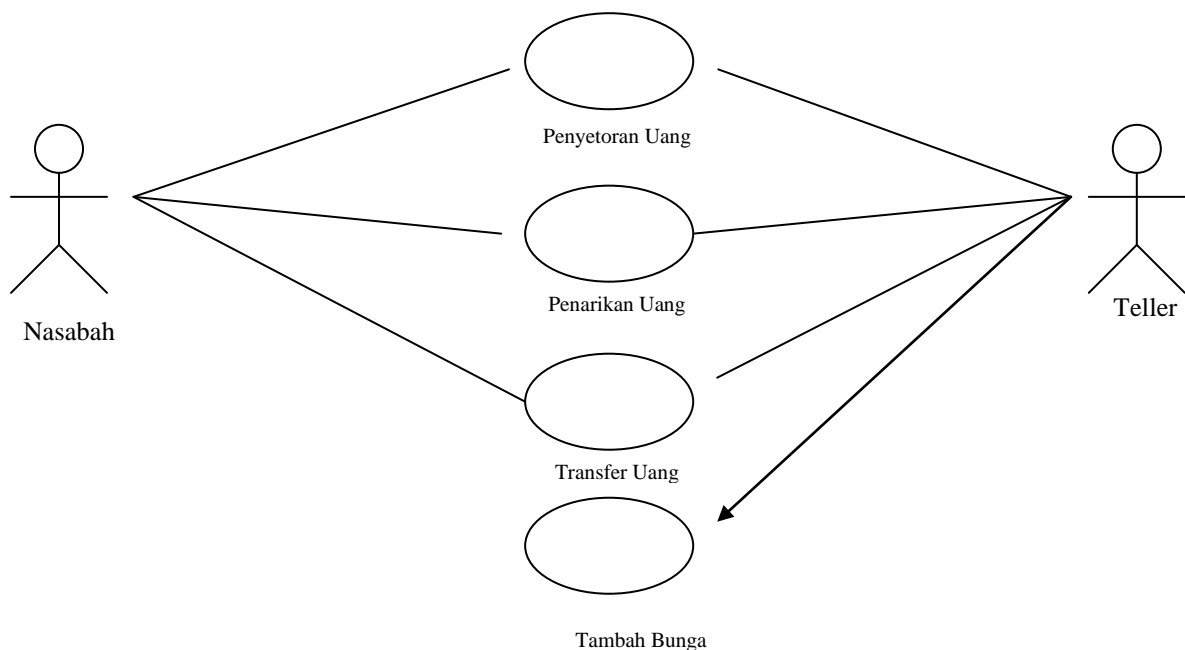 Penyetoran Uang
Penarikan Uang
Nasabah
Teller
Transfer Uang
Tambah Bunga